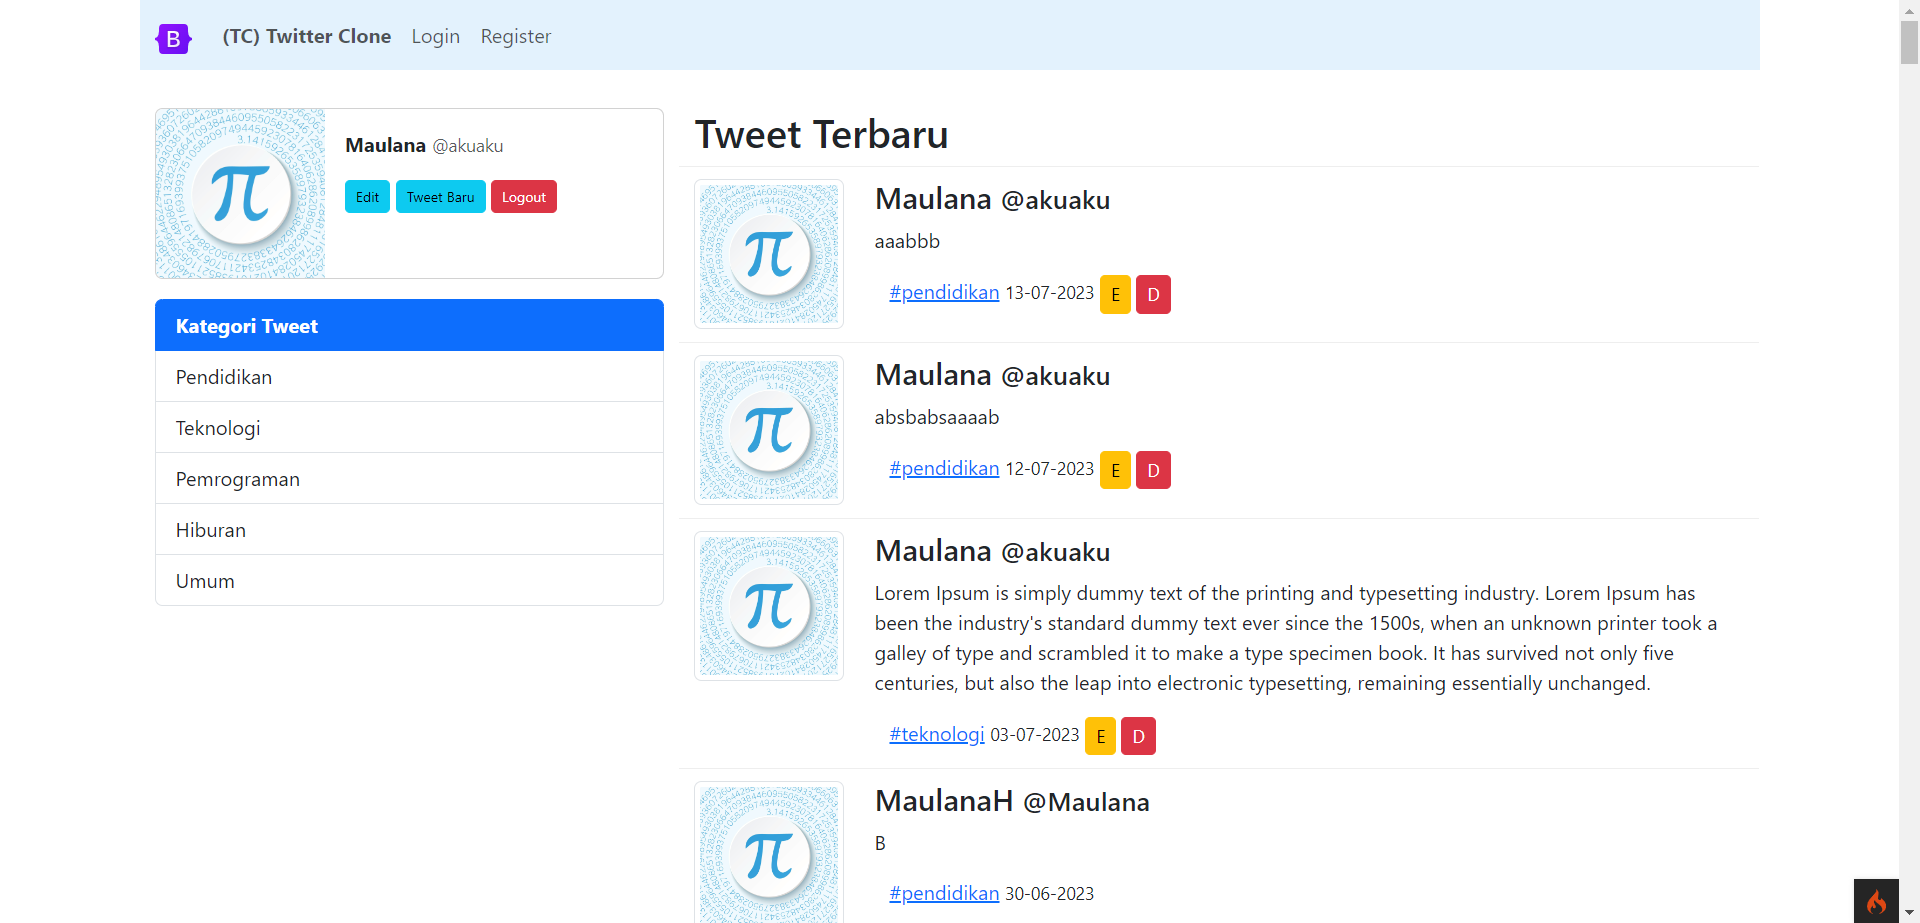 B (TC) Twitter Clone Login Register
Maulana @akuaku
Edit Tweet Baru Logout
Kategori Tweet
Pendidikan
Teknologi
Pemrograman
Hiburan
Umum
Tweet Terbaru
Maulana @akuaku
aaabbb
#pendidikan 13-07-2023 E D
Maulana @akuaku
absbabsaaaab
#pendidikan 12-07-2023 E D
Maulana @akuaku
Lorem Ipsum is simply dummy text of the printing and typesetting industry. Lorem Ipsum has
been the industry's standard dummy text ever since the 1500s, when an unknown printer took a
galley of type and scrambled it to make a type specimen book. It has survived not only five
centuries, but also the leap into electronic typesetting, remaining essentially unchanged.
#teknologi 03-07-2023 E D
MaulanaH @Maulana
B
#pendidikan 30-06-2023